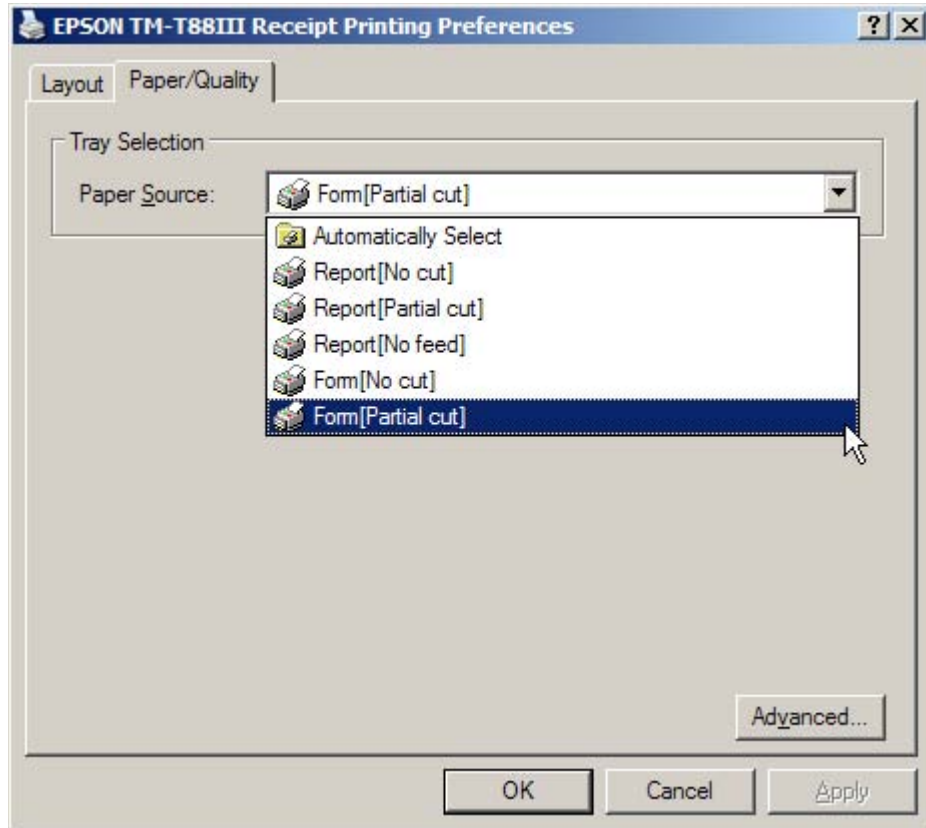 EPSON TM-T88III Receipt Printing Preferences
Layout Paper/Quality
Tray Selection
Paper Source: Form[Partial cut]
Automatically Select
Report[No cut]
Report[Partial cut]
Report[No feed]
Form[No cut]
Form[Partial cut]
Advanced...
OK Cancel Apply